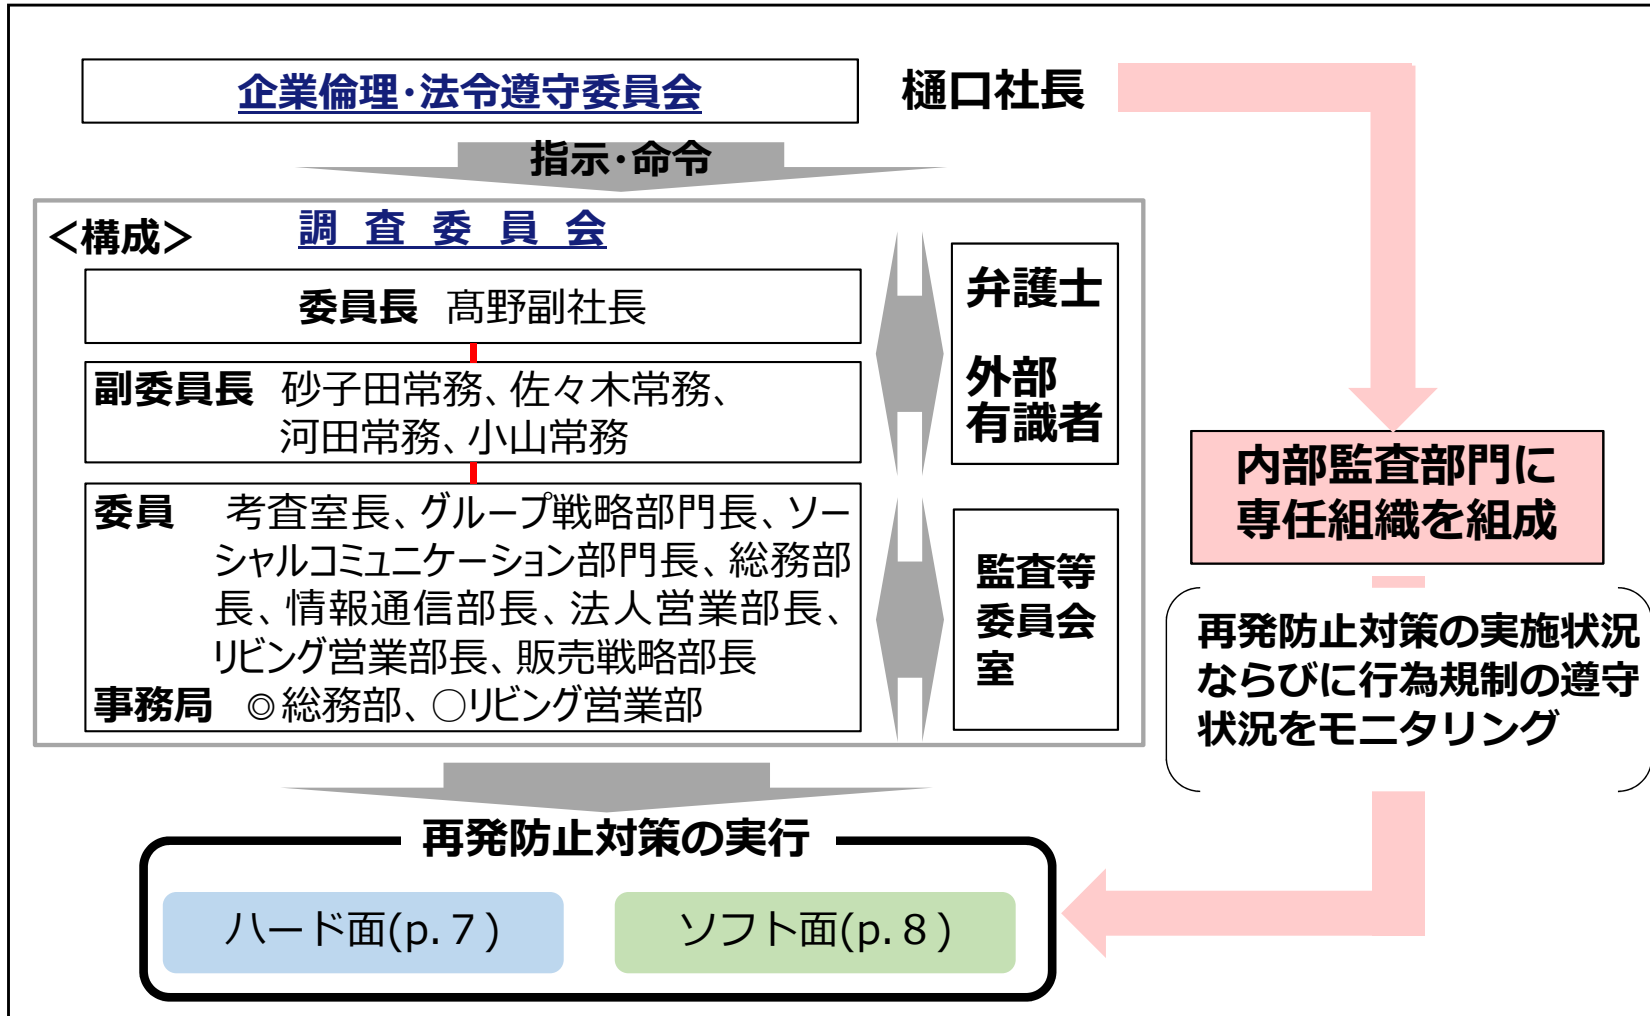 企業倫理・法令遵守委員会
樋口社長
指示・命令
＜構成＞
調査委員会
委員長 髙野副社長
副委員長 砂子田常務、佐々木常務、
河田常務、小山常務
委員 考査室長、グループ戦略部門長、ソー
シャルコミュニケーション部門長、総務部
長、情報通信部長、法人営業部長、
リビング営業部長、販売戦略部長
事務局 ◎総務部、○リビング営業部
弁護士
外部
有識者
監査等
委員会
室
内部監査部門に
専任組織を組成
再発防止対策の実施状況
ならびに行為規制の遵守
状況をモニタリング
再発防止対策の実行
ハード面(p.７)
ソフト面(p.８)